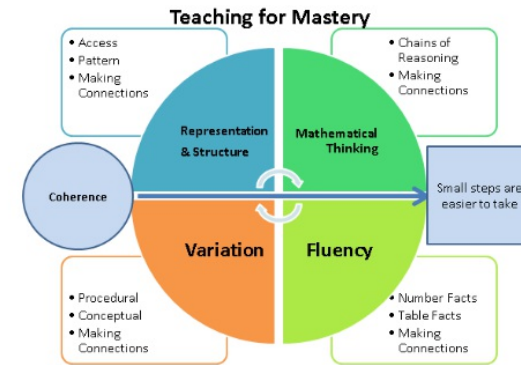 Teaching for Mastery
• Access
• Pattern
• Making
Connections
• Chains of
Reasoning
• Making
Connections
Representation
& Structure
Mathematical
Thinking
Coherence
Small steps are
easier to take
Variation
Fluency
• Procedural
• Conceptual
• Making
Connections
• Number Facts
• Table Facts
• Making
Connections